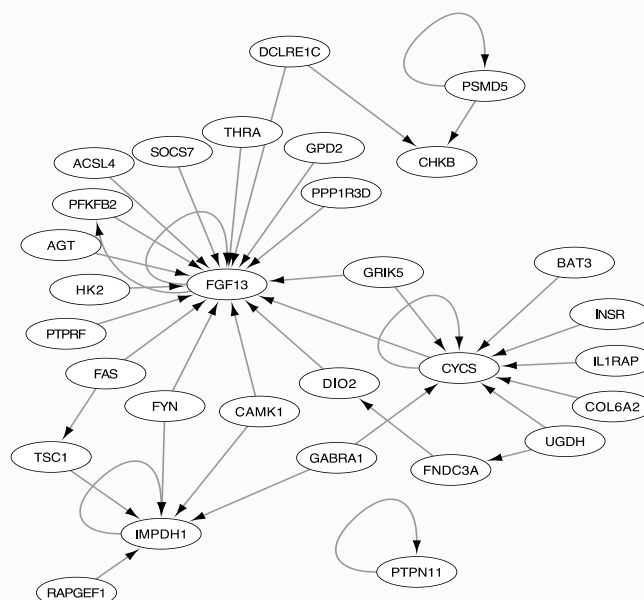 DCLRE1C
PSMD5
THRA
SOCS7
GPD2
ACSL4
CHKB
PFKFB2
PPP1R3D
AGT
BAT3
GRIK5
HK2
FGF13
INSR
PTPRF
IL1RAP
FAS
CYCS
DIO2
FYN
CAMK1
COL6A2
UGDH
TSC1
GABRA1
FNDC3A
IMPDH1
PTPN11
RAPGEF1